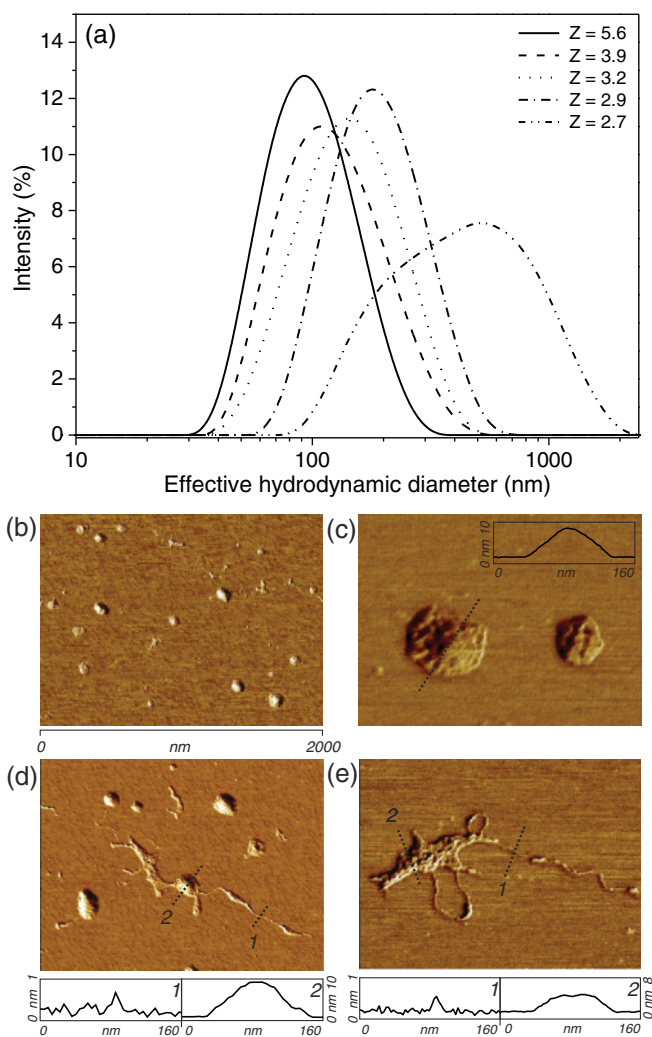 (a)
Z = 5.6
Z = 3.9
Z = 3.2
Z = 2.9
Z = 2.7
Intensity (%)
14
12
10
8
6
4
2
0
10 100 1000
Effective hydrodynamic diameter (nm)
(b)
0 nm 2000
(c)
0 nm 10
0 nm 160
(d)
2
1
0 nm 1
1
0 nm 160
2
0 nm 10
0 nm 160
(e)
2
1
0 nm 1
1
0 nm 160
2
0 nm 8
0 nm 160